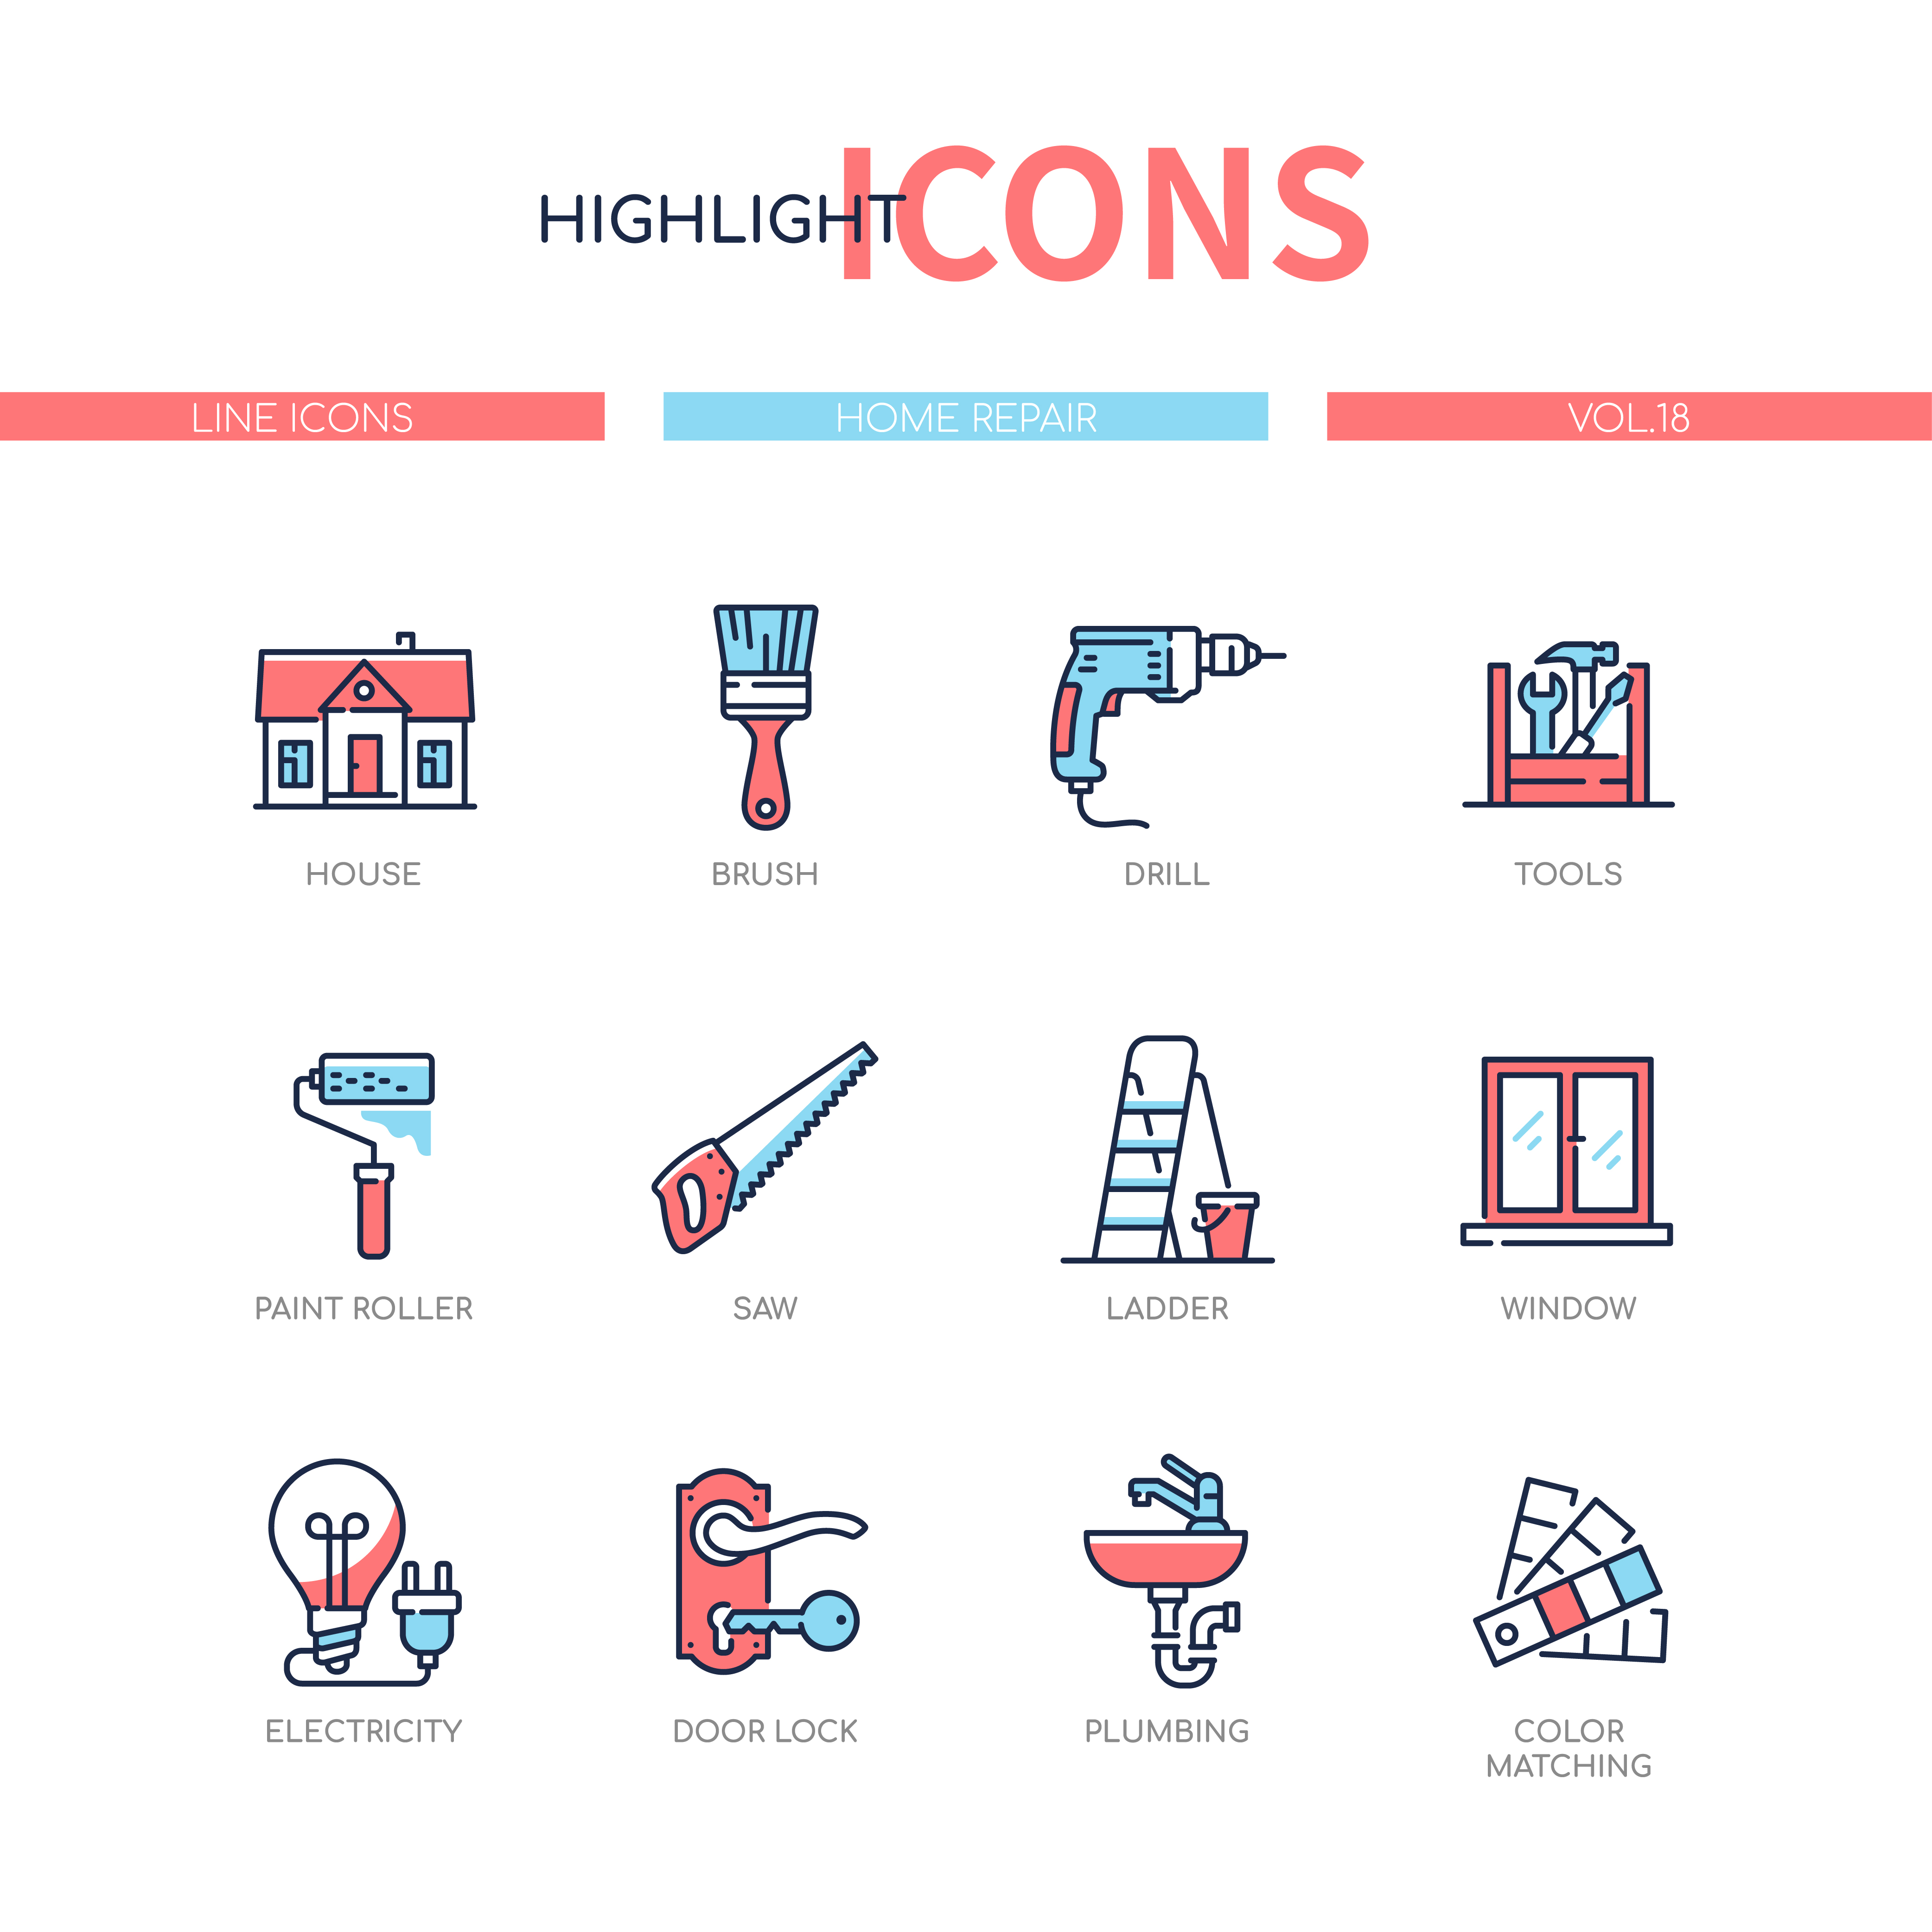 HIGHLIGHT ICONS
LINE ICONS HOME REPAIR VOL.18
HOUSE BRUSH DRILL TOOLS
PAINT ROLLER SAW LADDER WINDOW
ELECTRICITY DOOR LOCK PLUMBING COLOR
MATCHING